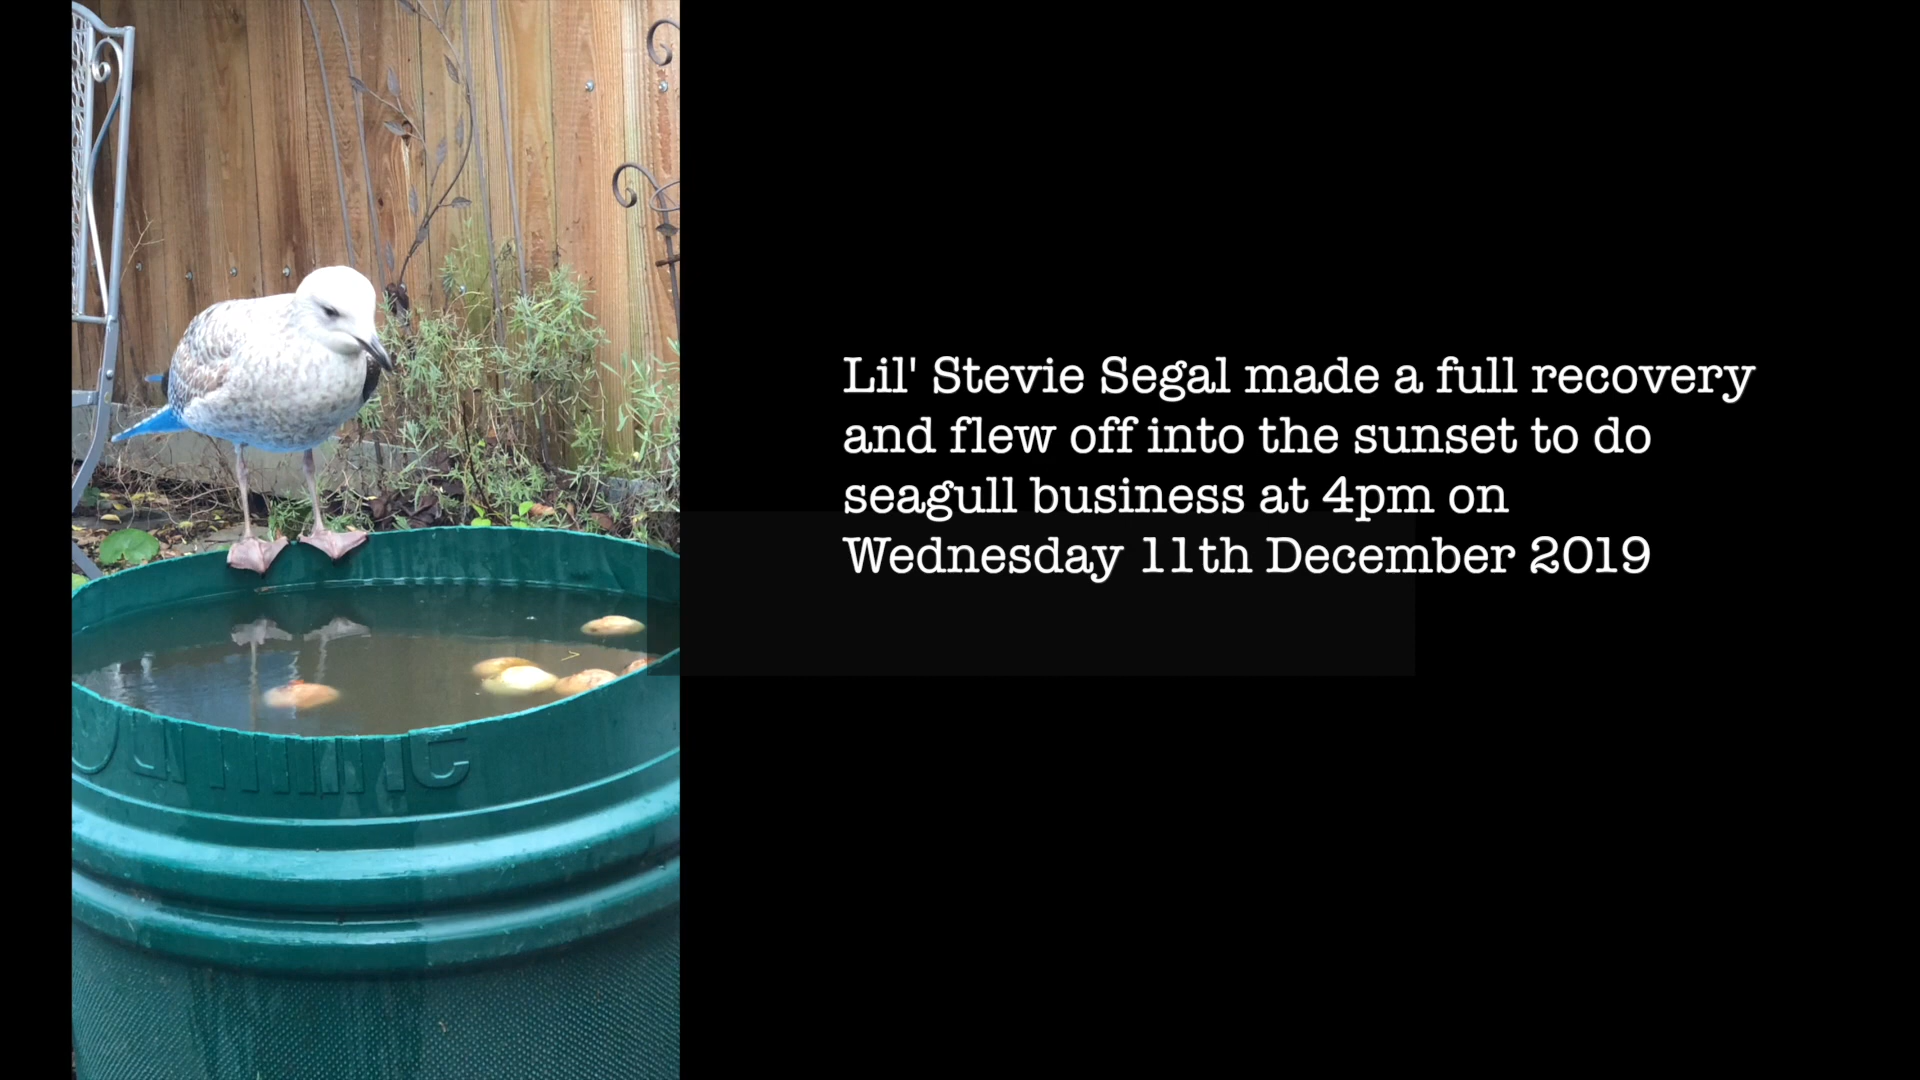 Lil' Stevie Segal made a full recovery
and flew off into the sunset to do
seagull business at 4pm on
Wednesday 11th December 2019